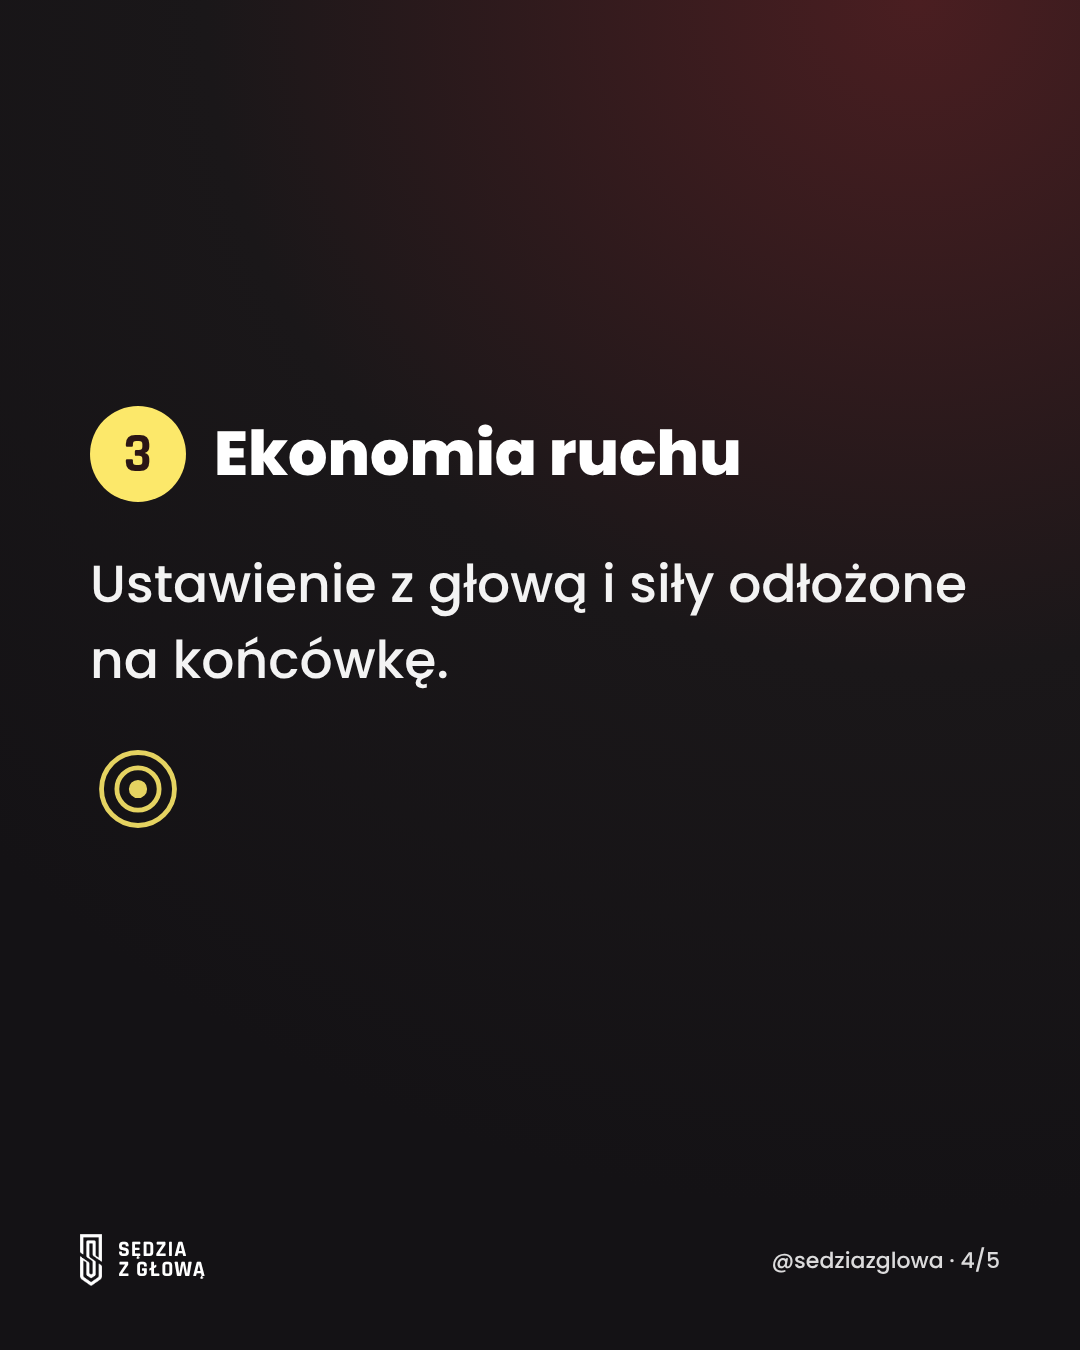 3 Ekonomia ruchu
Ustawienie z głową i siły odłożone
na końcówkę.
SĘDZIA
Z GŁOWĄ
@sedziazglowa · 4/5